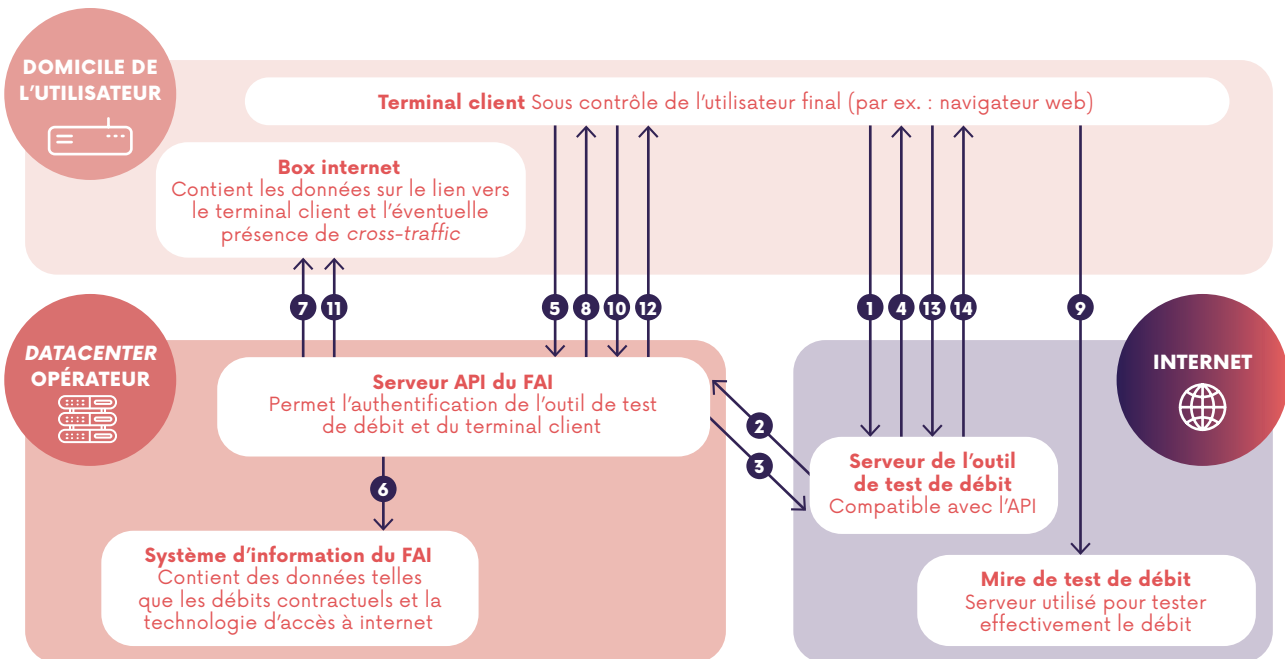 DOMICILE DE
L'UTILISATEUR
Terminal client Sous contrôle de l'utilisateur final (par ex. : navigateur web)
Box internet
Contient les données sur le lien vers
le terminal client et l'éventuelle
présence de cross-traffic
7
11
5
8
10
12
1
4
13
14
9
DATACENTER
OPÉRATEUR
Serveur API du FAI
Permet l'authentification de l'outil de test
de débit et du terminal client
INTERNET
2
3
Serveur de l'outil
de test de débit
Compatible avec l'API
6
Système d'information du FAI
Contient des données telles
que les débits contractuels et la
technologie d'accès à internet
Mire de test de débit
Serveur utilisé pour tester
effectivement le débit